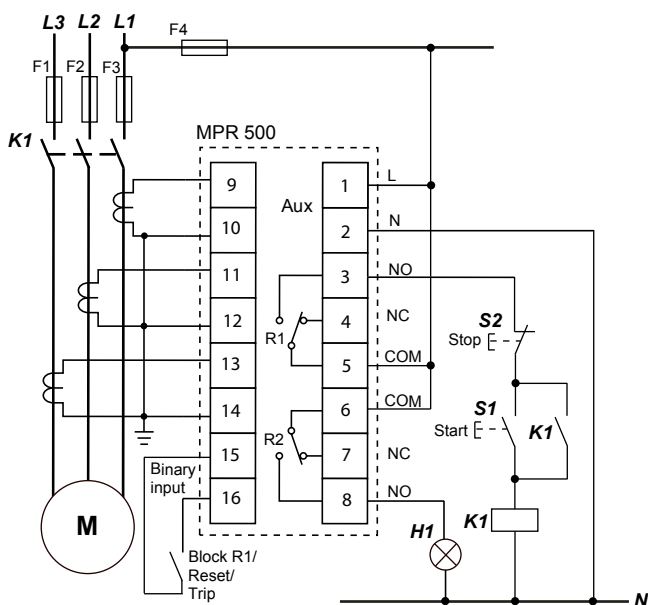 L3 L2 L1
F4
F1 F2 F3
K1
MPR 500
Aux
9
10
11
12
13
14
15
16
1
2
3
4
5
6
7
8
L
N
NO
NC
COM
COM
NC
NO
R1
R2
S2
Stop
S1
Start
K1
K1
H1
Binary
input
Block R1/
Reset/
Trip
M
N